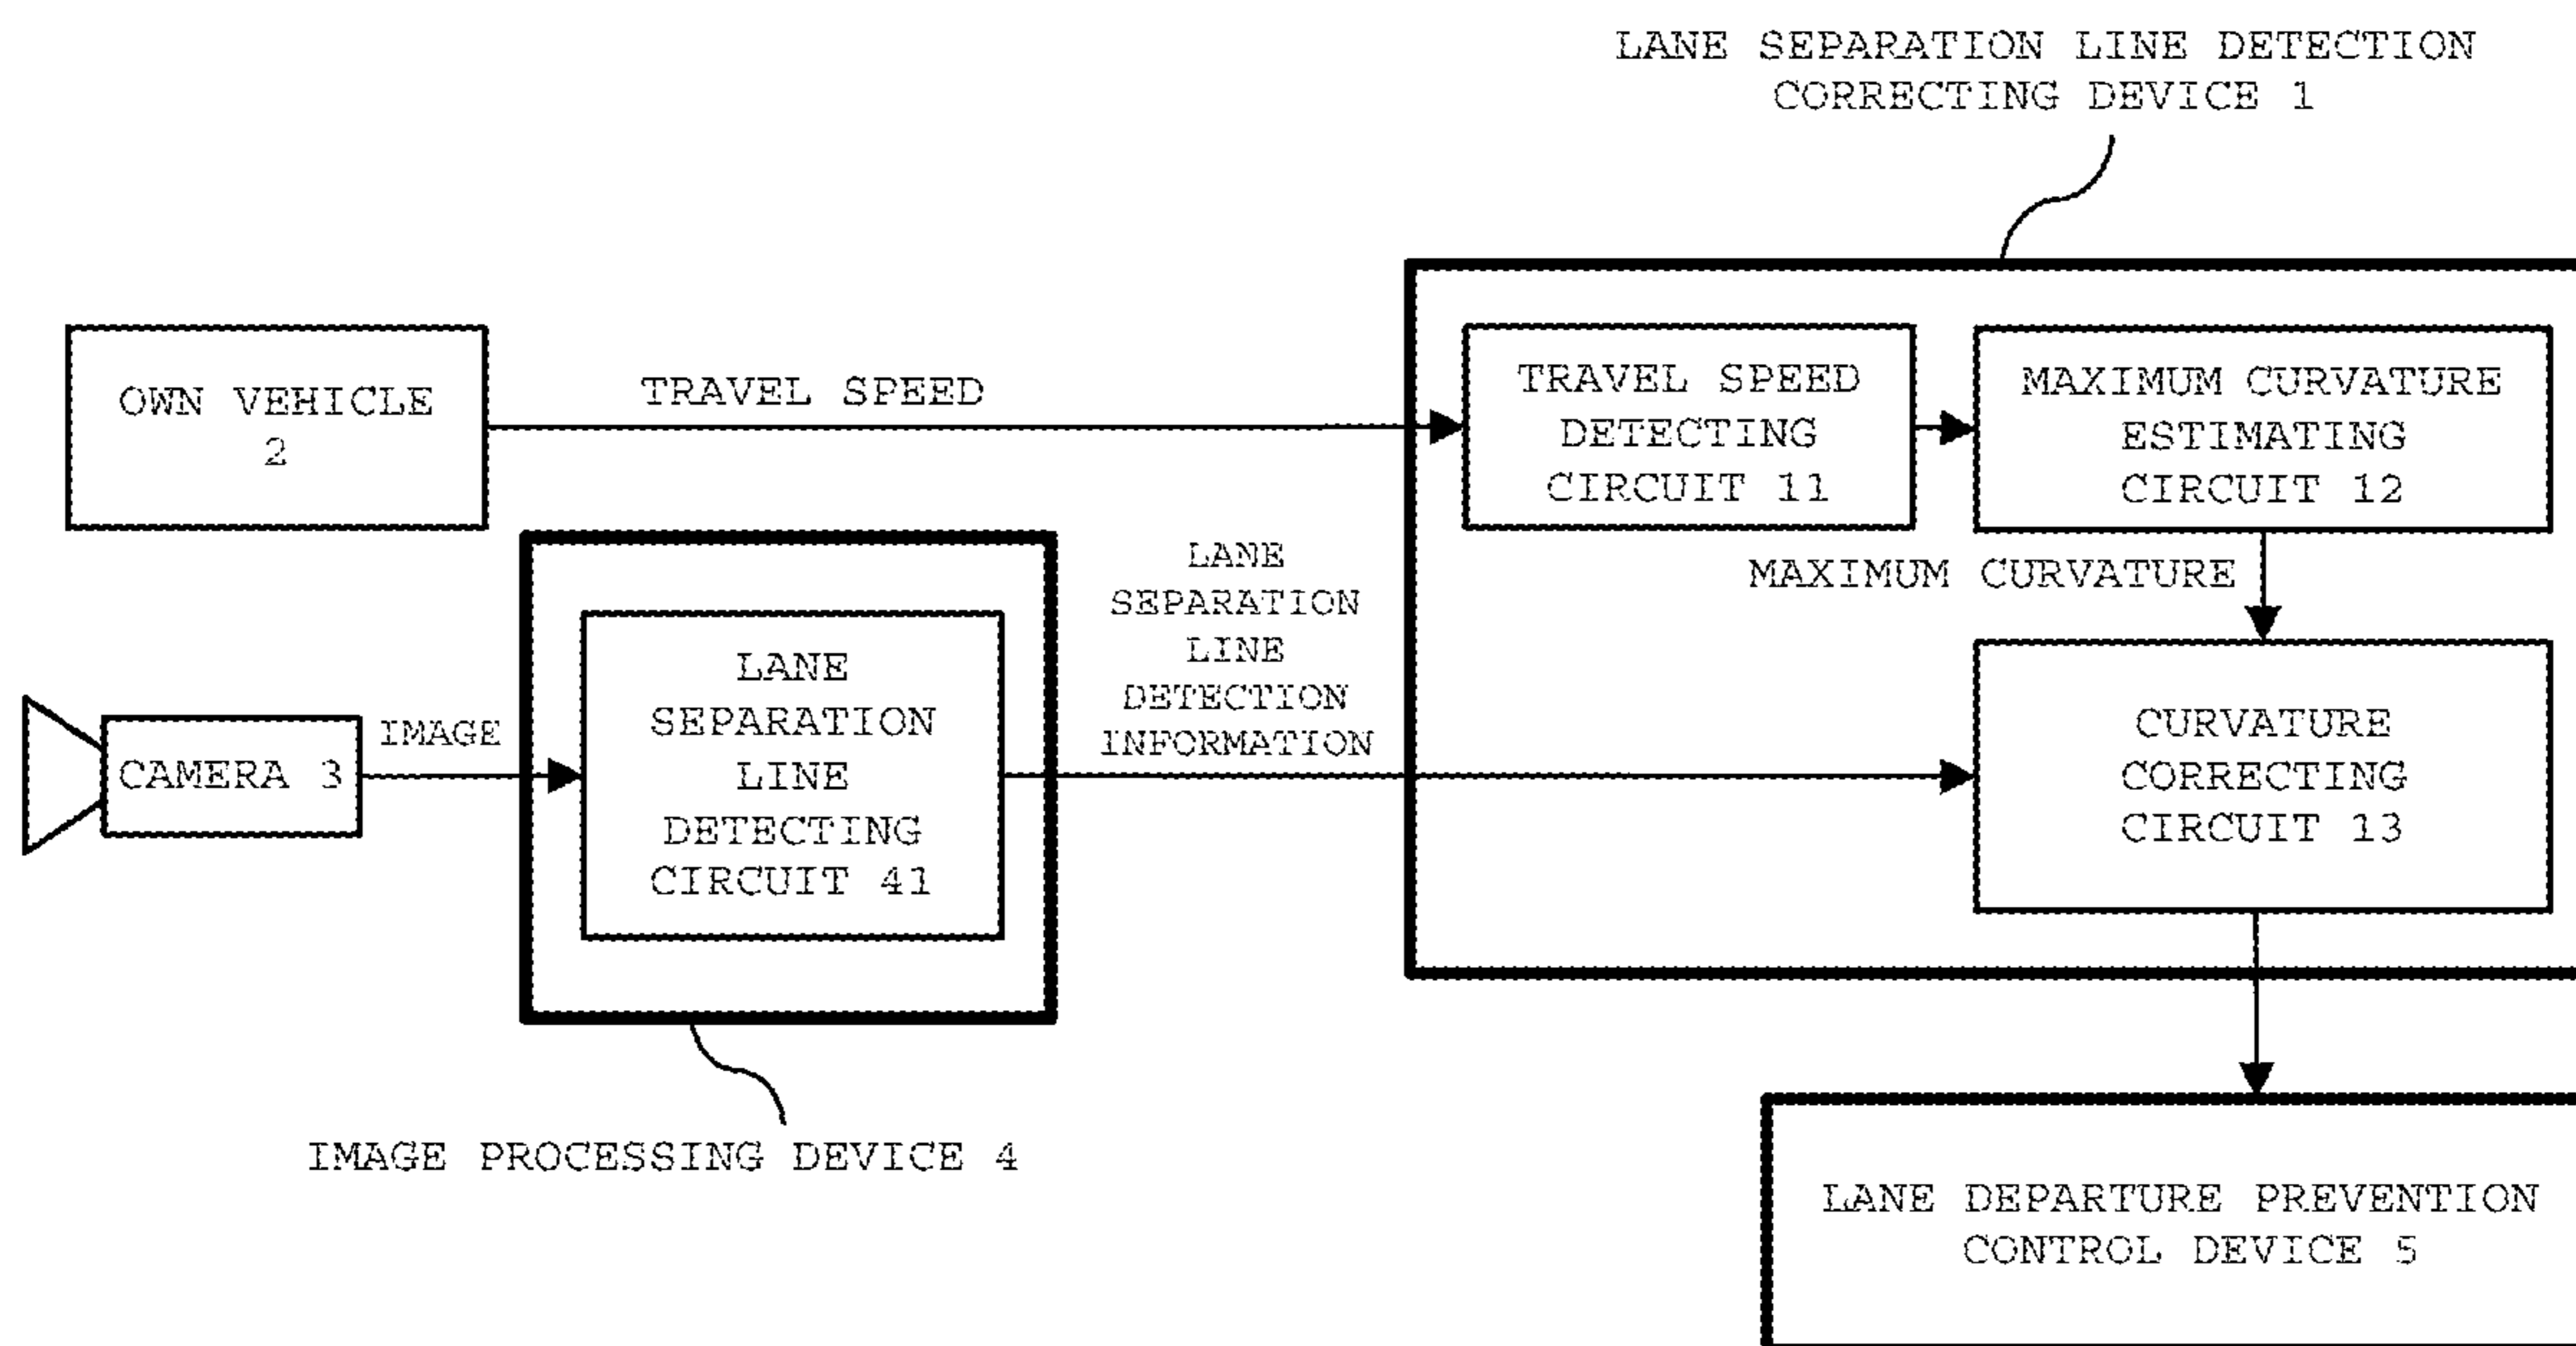 LANE SEPARATION LINE DETECTION
CORRECTING DEVICE 1
OWN VEHICLE
2
TRAVEL SPEED
TRAVEL SPEED
DETECTING
CIRCUIT 11
MAXIMUM CURVATURE
ESTIMATING
CIRCUIT 12
MAXIMUM CURVATURE
CAMERA 3
IMAGE
LANE
SEPARATION
LINE
DETECTING
CIRCUIT 41
LANE
SEPARATION
LINE
DETECTION
INFORMATION
CURVATURE
CORRECTING
CIRCUIT 13
IMAGE PROCESSING DEVICE 4
LANE DEPARTURE PREVENTION
CONTROL DEVICE 5